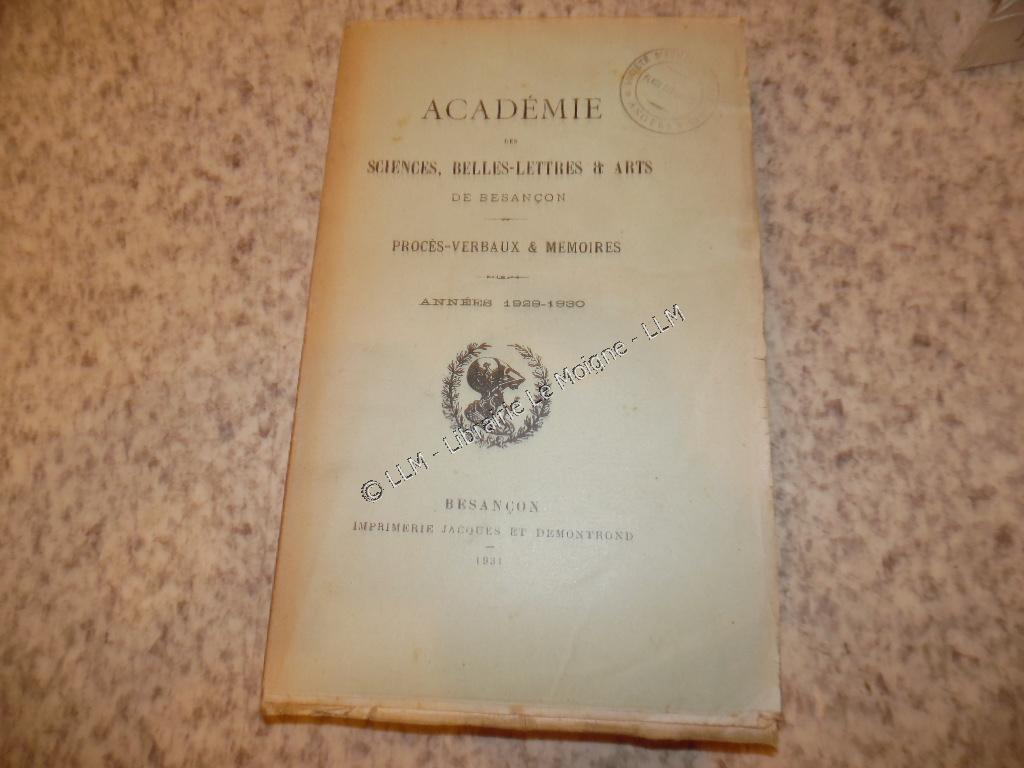 ACADÉMIE
DES
SCIENCES, BELLES-LETTRES & ARTS
DE BESANÇON
PROCÈS-VERBAUX & MÉMOIRES
ANNÉES 1929-1930
© LLM - Librairie Le Moigne - LLM
BESANÇON
IMPRIMERIE JACQUES ET DEMONTROND
1931